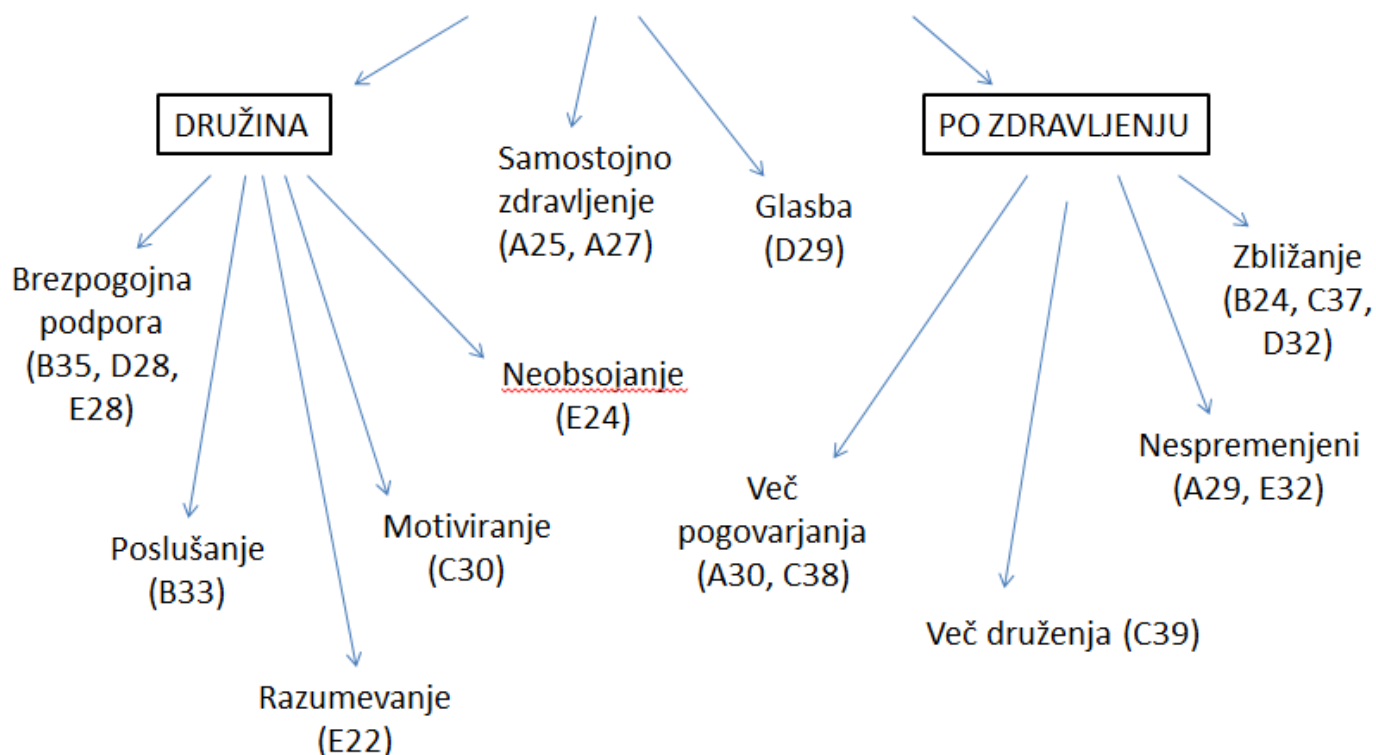 DRUŽINA
PO ZDRAVLJENJU
Samostojno
zdravljenje
(A25, A27)
Glasba
(D29)
Brezpogojna
podpora
(B35, D28,
E28)
Zbližanje
(B24, C37,
D32)
Neobsojanje
(E24)
Nespremenjeni
(A29, E32)
Več
pogovarjanja
(A30, C38)
Motiviranje
(C30)
Poslušanje
(B33)
Več druženja (C39)
Razumevanje
(E22)